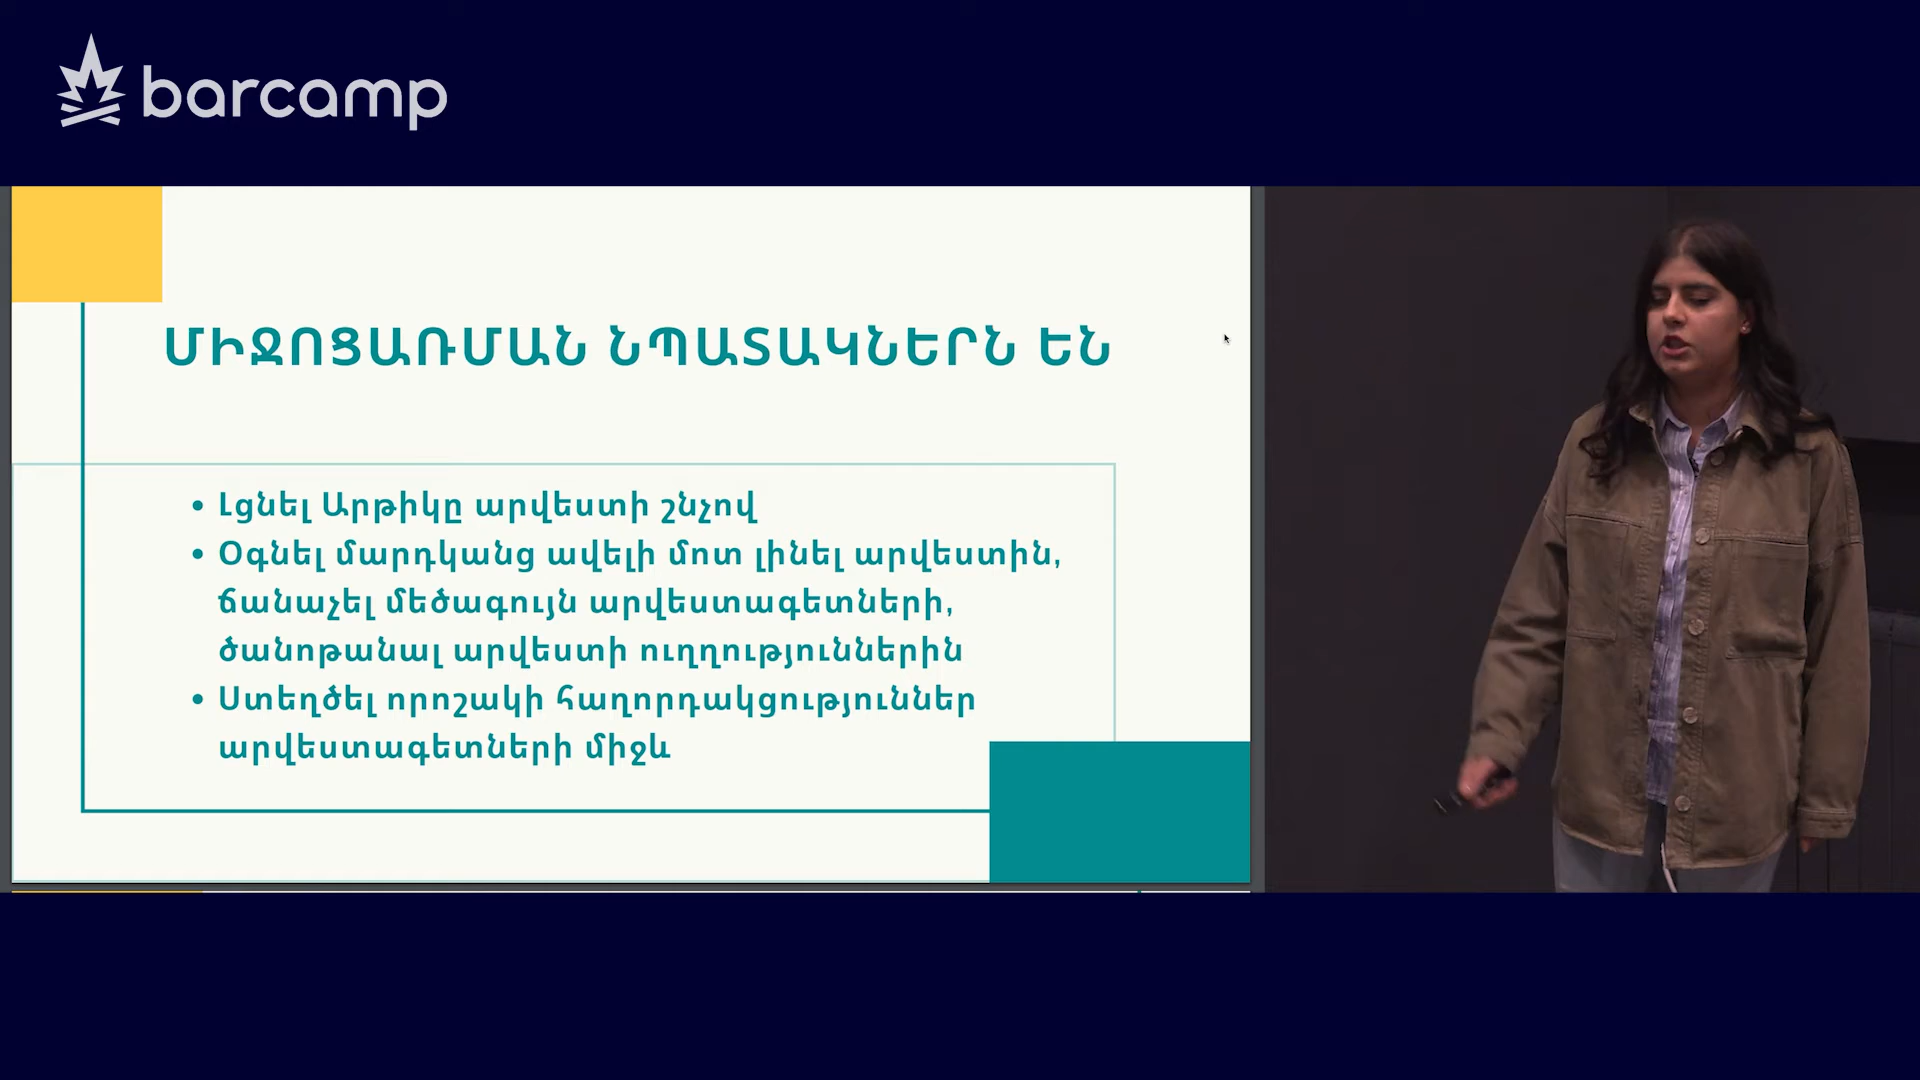 barcamp
ՄԻՋՈՑԱՌՄԱՆ ՆՊԱՏԱԿՆԵՐՆ ԵՆ
• Լցնել Արթիկը արվեստի շնչով
• Օգնել մարդկանց ավելի մոտ լինել արվեստին,
ճանաչել մեծագույն արվեստագետների,
ծանոթանալ արվեստի ուղղություններին
• Ստեղծել որոշակի հաղորդակցություններ
արվեստագետների միջև